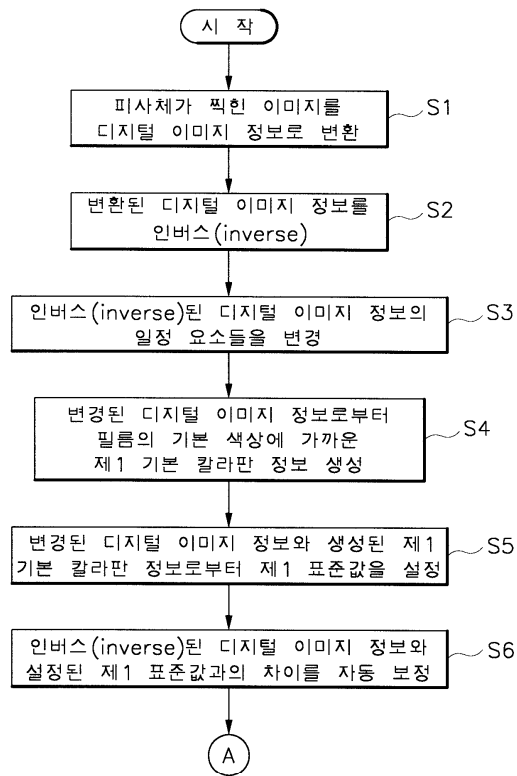 시 작
피사체가 찍힌 이미지를
디지털 이미지 정보로 변환
S1
변환된 디지털 이미지 정보를
인버스(inverse)
S2
인버스(inverse)된 디지털 이미지 정보의
일정 요소들을 변경
S3
변경된 디지털 이미지 정보로부터
필름의 기본 색상에 가까운
제1 기본 칼라판 정보 생성
S4
변경된 디지털 이미지 정보와 생성된 제1
기본 칼라판 정보로부터 제1 표준값을 설정
S5
인버스(inverse)된 디지털 이미지 정보와
설정된 제1 표준값과의 차이를 자동 보정
S6
A